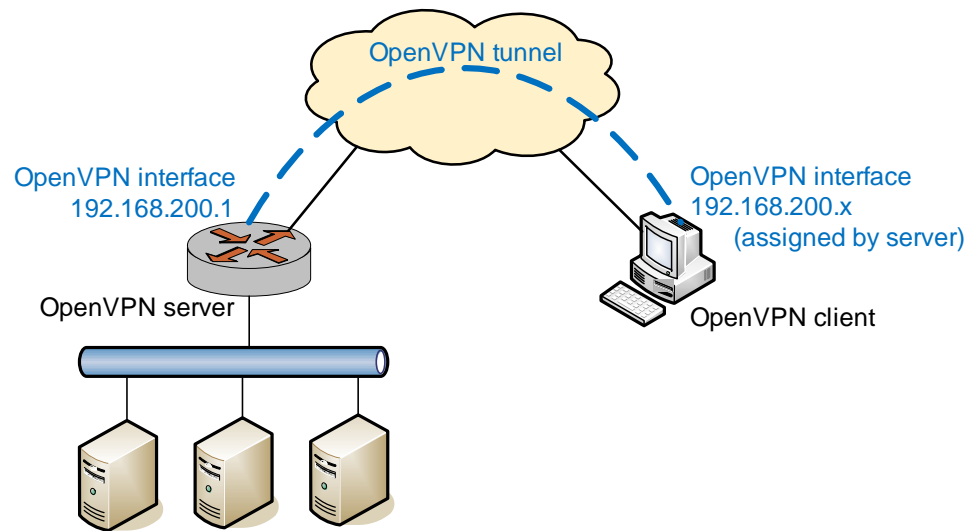 OpenVPN tunnel
OpenVPN interface
192.168.200.1
OpenVPN interface
192.168.200.x
(assigned by server)
OpenVPN server
OpenVPN client